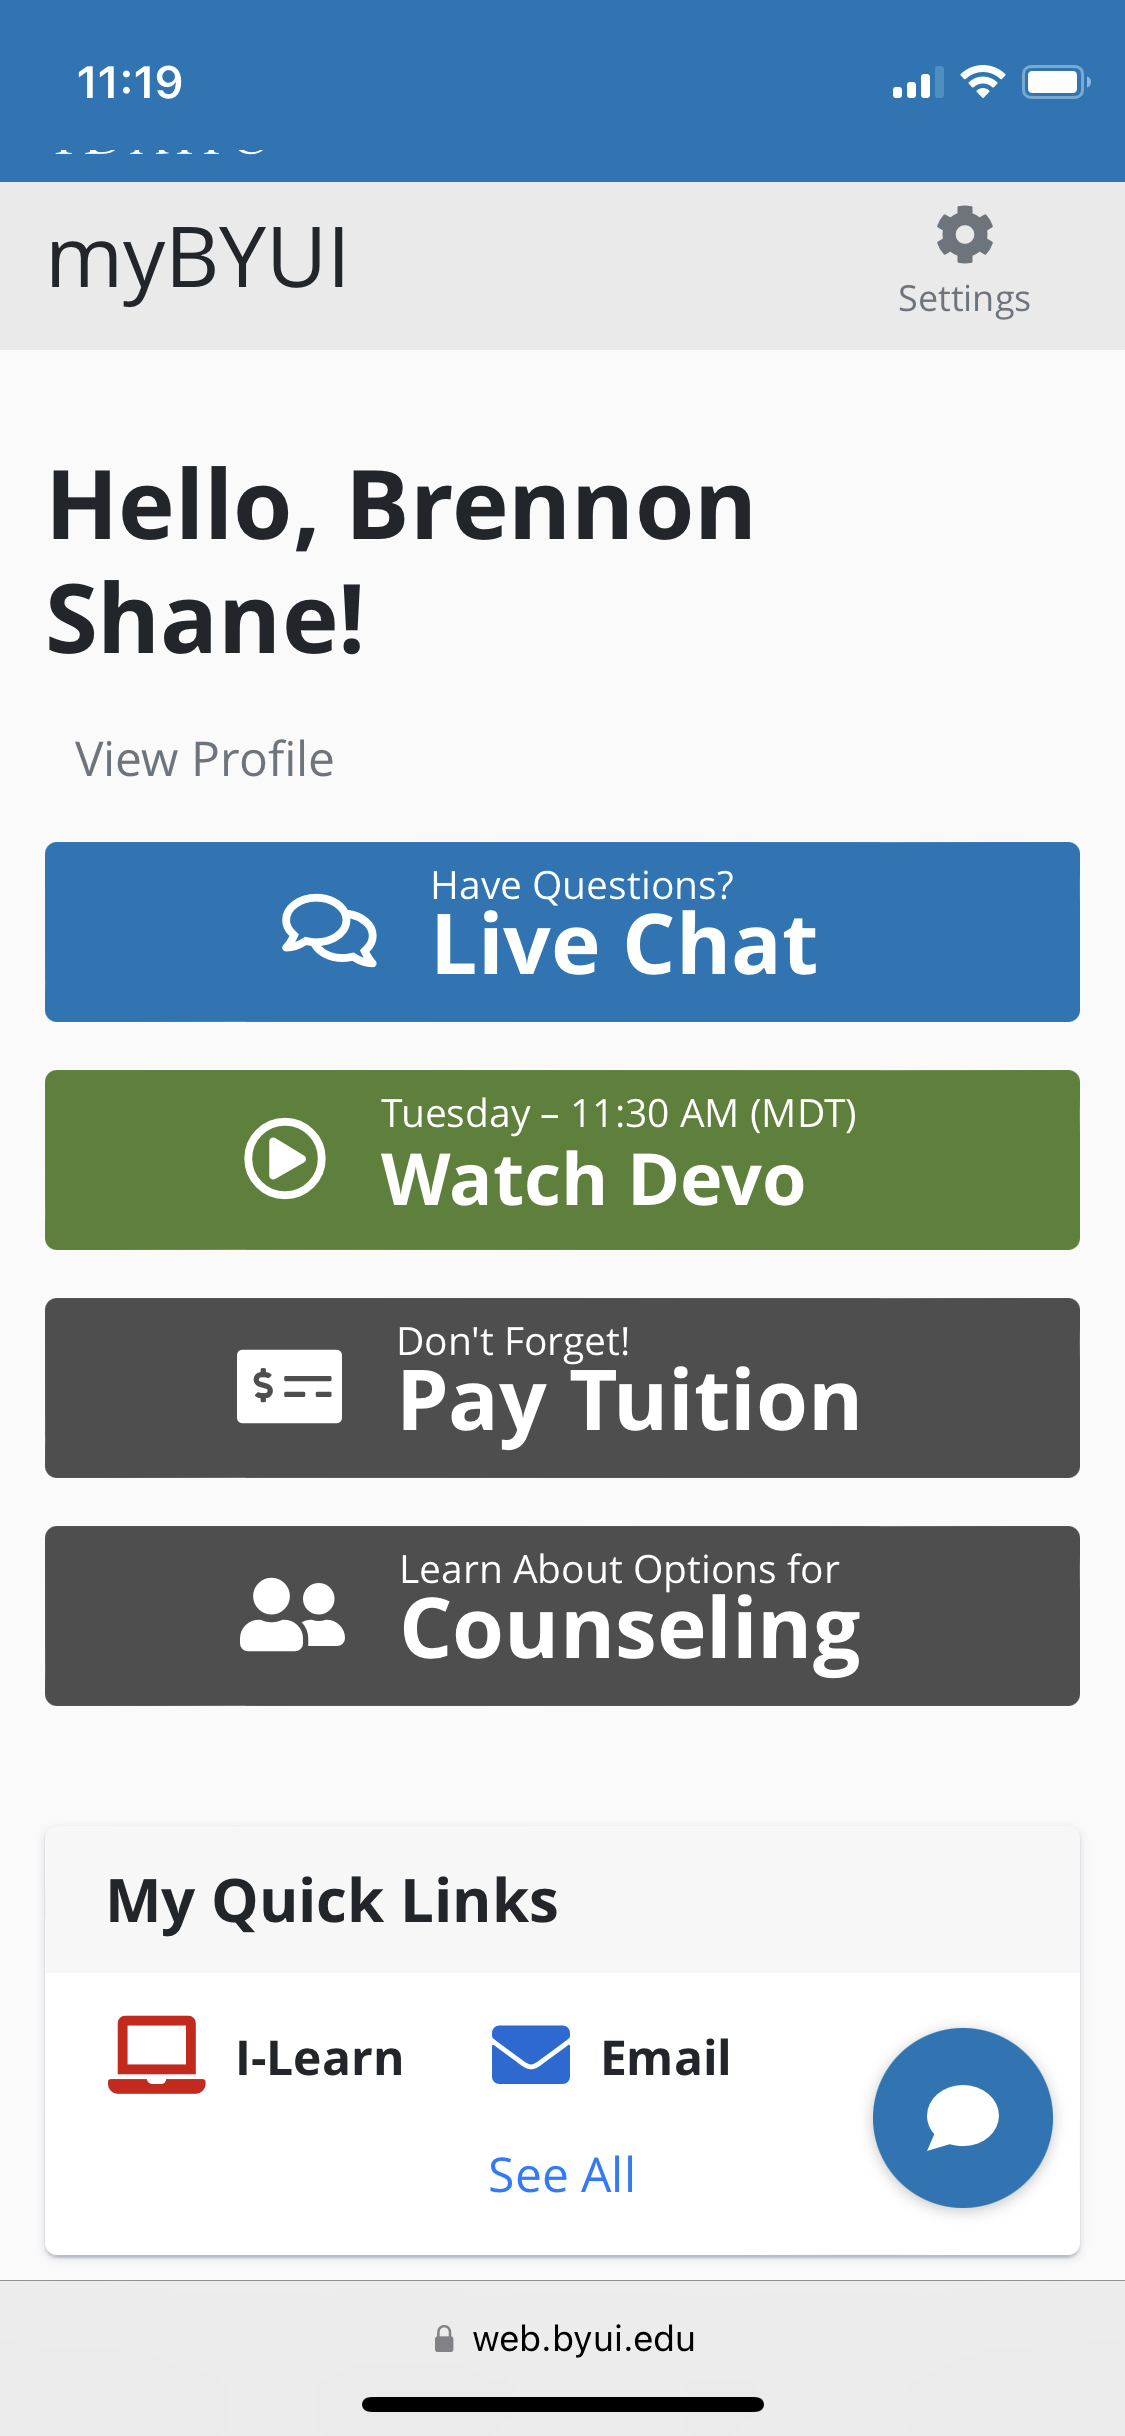 11:19
myBYUI
Settings
Hello, Brennon
Shane!
View Profile
Have Questions?
Live Chat
Tuesday – 11:30 AM (MDT)
Watch Devo
Don't Forget!
Pay Tuition
$
Learn About Options for
Counseling
My Quick Links
I-Learn
Email
See All
web.byui.edu